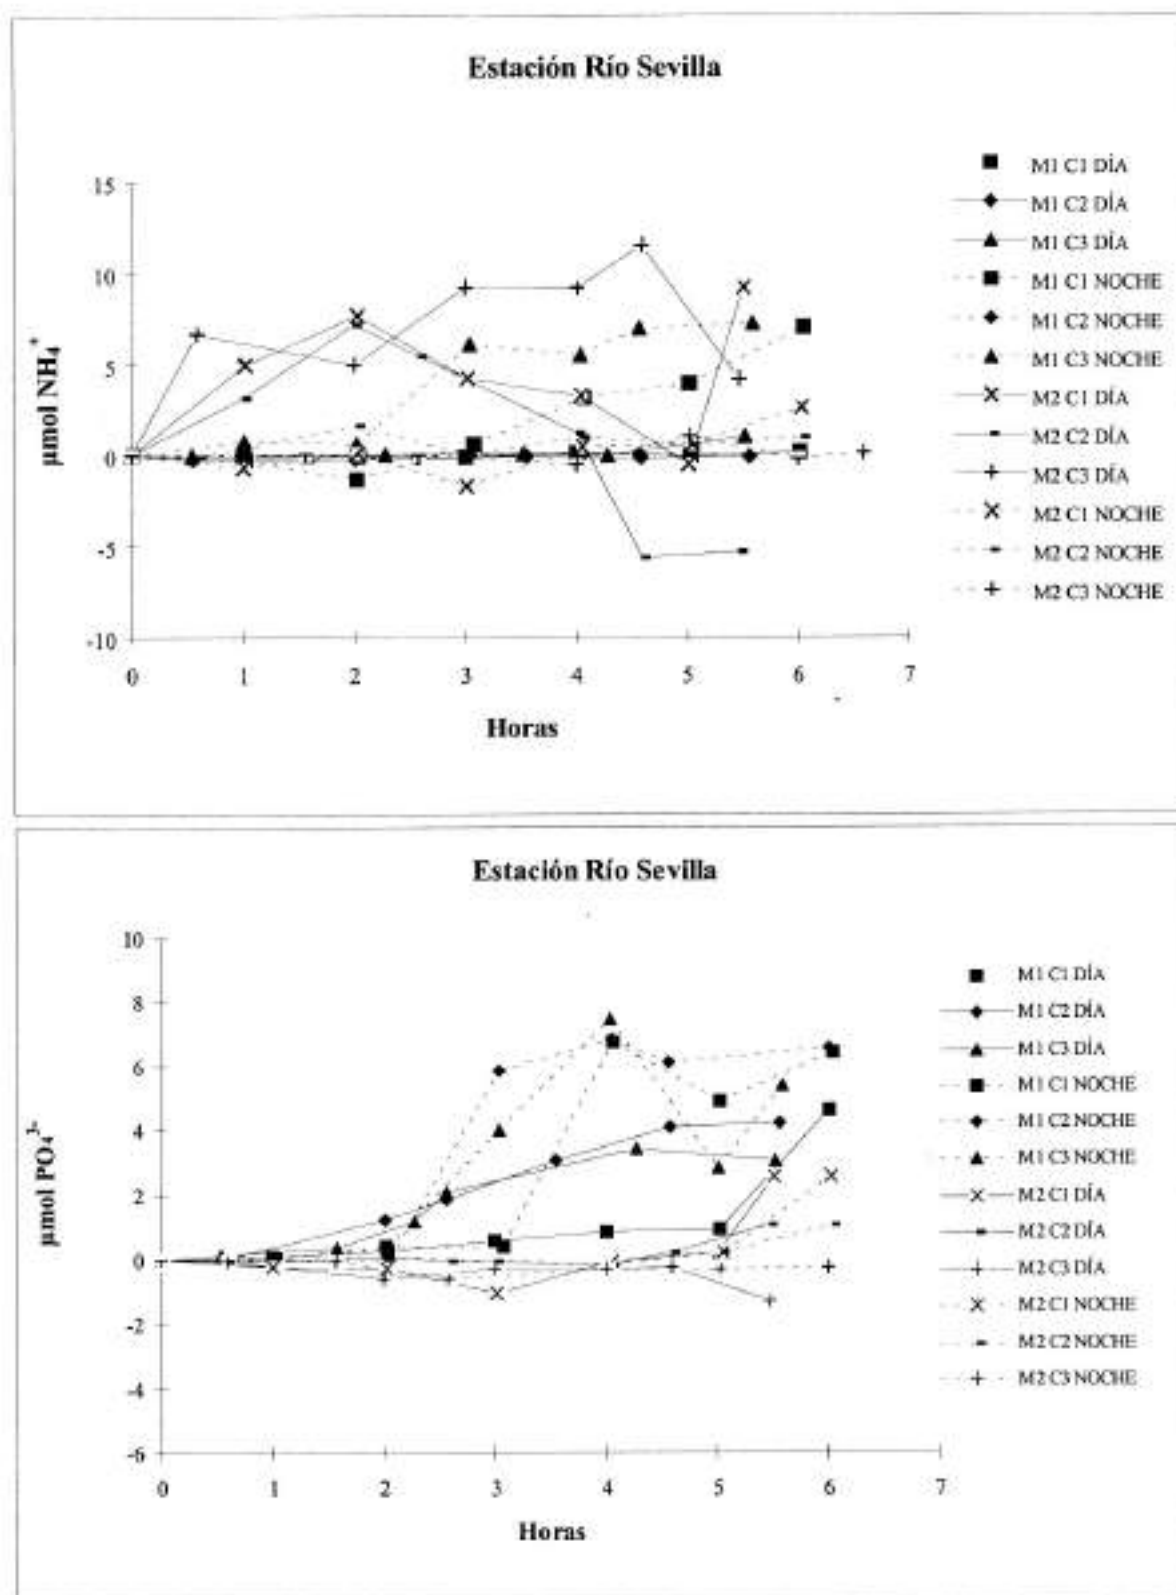 Estación Río Sevilla
µmol NH₄⁺
15
10
5
0
-5
-10
0 1 2 3 4 5 6 7
Horas
M1 C1 DÍA
M1 C2 DÍA
M1 C3 DÍA
M1 C1 NOCHE
M1 C2 NOCHE
M1 C3 NOCHE
M2 C1 DÍA
M2 C2 DÍA
M2 C3 DÍA
M2 C1 NOCHE
M2 C2 NOCHE
M2 C3 NOCHE
Estación Río Sevilla
µmol PO₄³⁻
10
8
6
4
2
0
-2
-4
-6
0 1 2 3 4 5 6 7
Horas
M1 C1 DÍA
M1 C2 DÍA
M1 C3 DÍA
M1 C1 NOCHE
M1 C2 NOCHE
M1 C3 NOCHE
M2 C1 DÍA
M2 C2 DÍA
M2 C3 DÍA
M2 C1 NOCHE
M2 C2 NOCHE
M2 C3 NOCHE